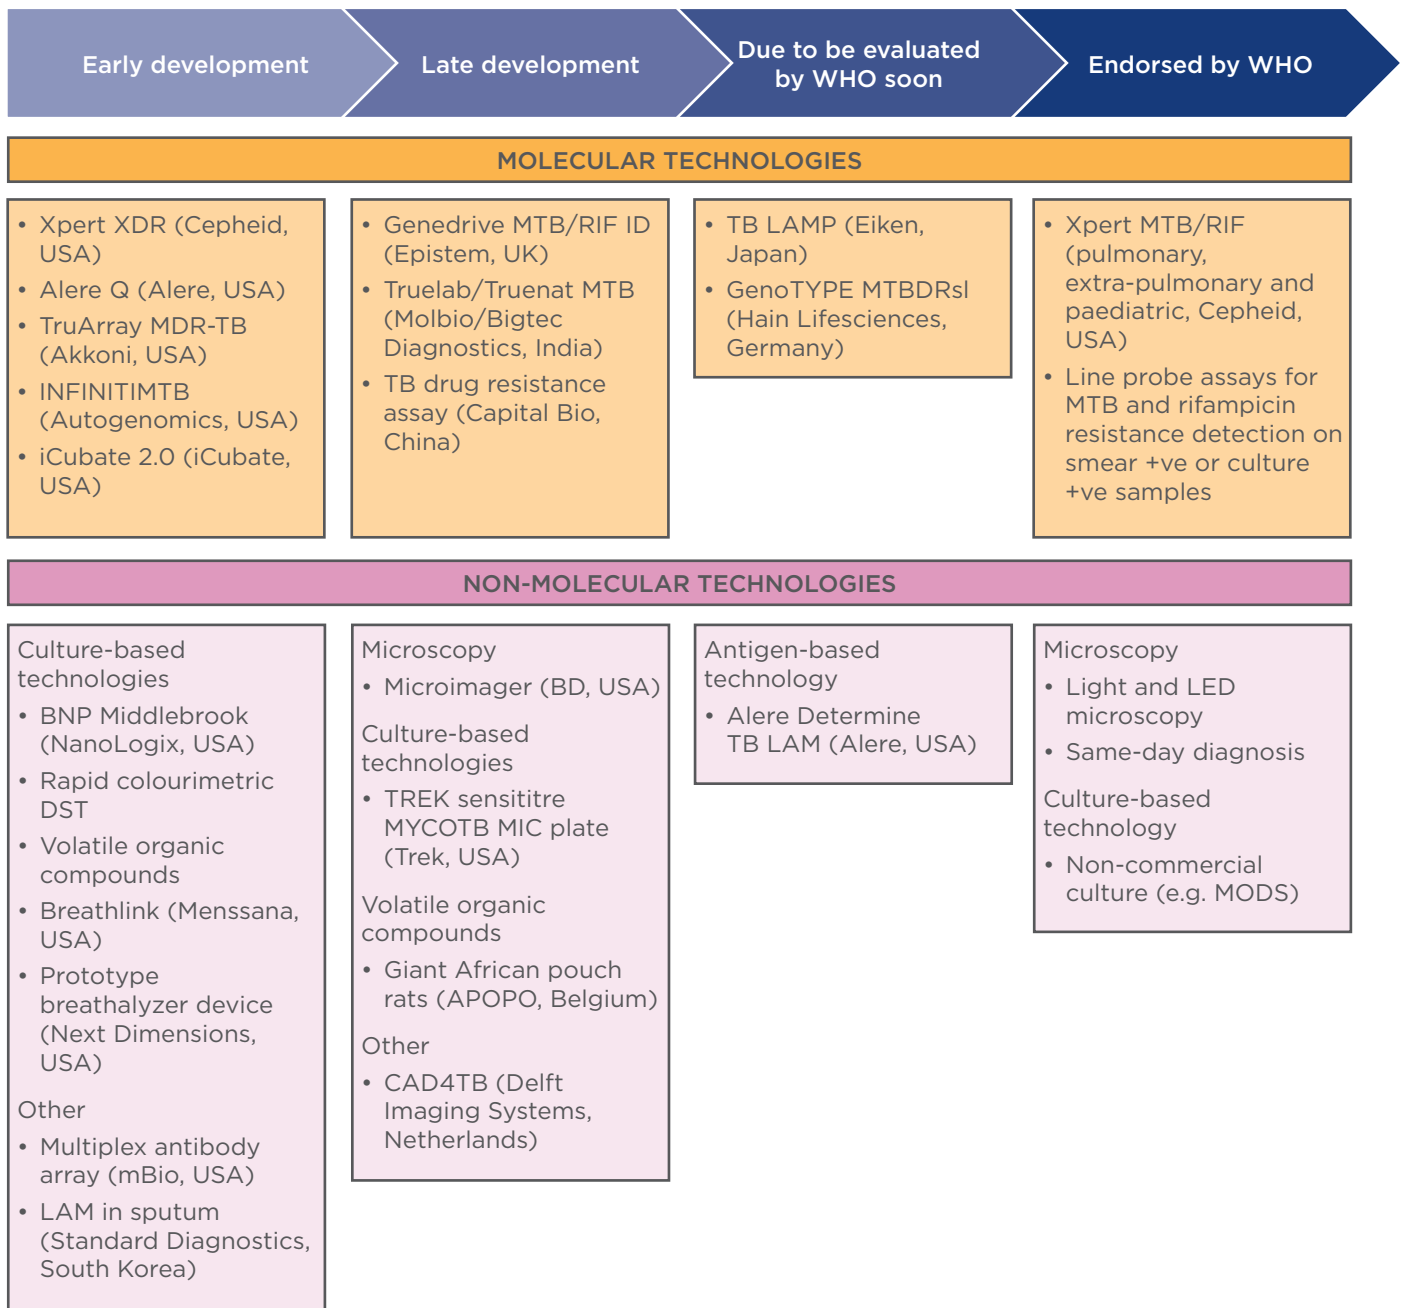 Early development
Late development
Due to be evaluated
by WHO soon
Endorsed by WHO
MOLECULAR TECHNOLOGIES
• Xpert XDR (Cepheid,
USA)
• Alere Q (Alere, USA)
• TruArray MDR-TB
(Akkoni, USA)
• INFINITIMTB
(Autogenomics, USA)
• iCubate 2.0 (iCubate,
USA)
• Genedrive MTB/RIF ID
(Epistem, UK)
• Truelab/Truenat MTB
(Molbio/Bigtec
Diagnostics, India)
• TB drug resistance
assay (Capital Bio,
China)
• TB LAMP (Eiken,
Japan)
• GenoTYPE MTBDRsl
(Hain Lifesciences,
Germany)
• Xpert MTB/RIF
(pulmonary,
extra-pulmonary and
paediatric, Cepheid,
USA)
• Line probe assays for
MTB and rifampicin
resistance detection on
smear +ve or culture
+ve samples
NON-MOLECULAR TECHNOLOGIES
Culture-based
technologies
• BNP Middlebrook
(NanoLogix, USA)
• Rapid colourimetric
DST
• Volatile organic
compounds
• Breathlink (Menssana,
USA)
• Prototype
breathalyzer device
(Next Dimensions,
USA)
Other
• Multiplex antibody
array (mBio, USA)
• LAM in sputum
(Standard Diagnostics,
South Korea)
Microscopy
• Microimager (BD, USA)
Culture-based
technologies
• TREK sensititre
MYCOTB MIC plate
(Trek, USA)
Volatile organic
compounds
• Giant African pouch
rats (APOPO, Belgium)
Other
• CAD4TB (Delft
Imaging Systems,
Netherlands)
Antigen-based
technology
• Alere Determine
TB LAM (Alere, USA)
Microscopy
• Light and LED
microscopy
• Same-day diagnosis
Culture-based
technology
• Non-commercial
culture (e.g. MODS)